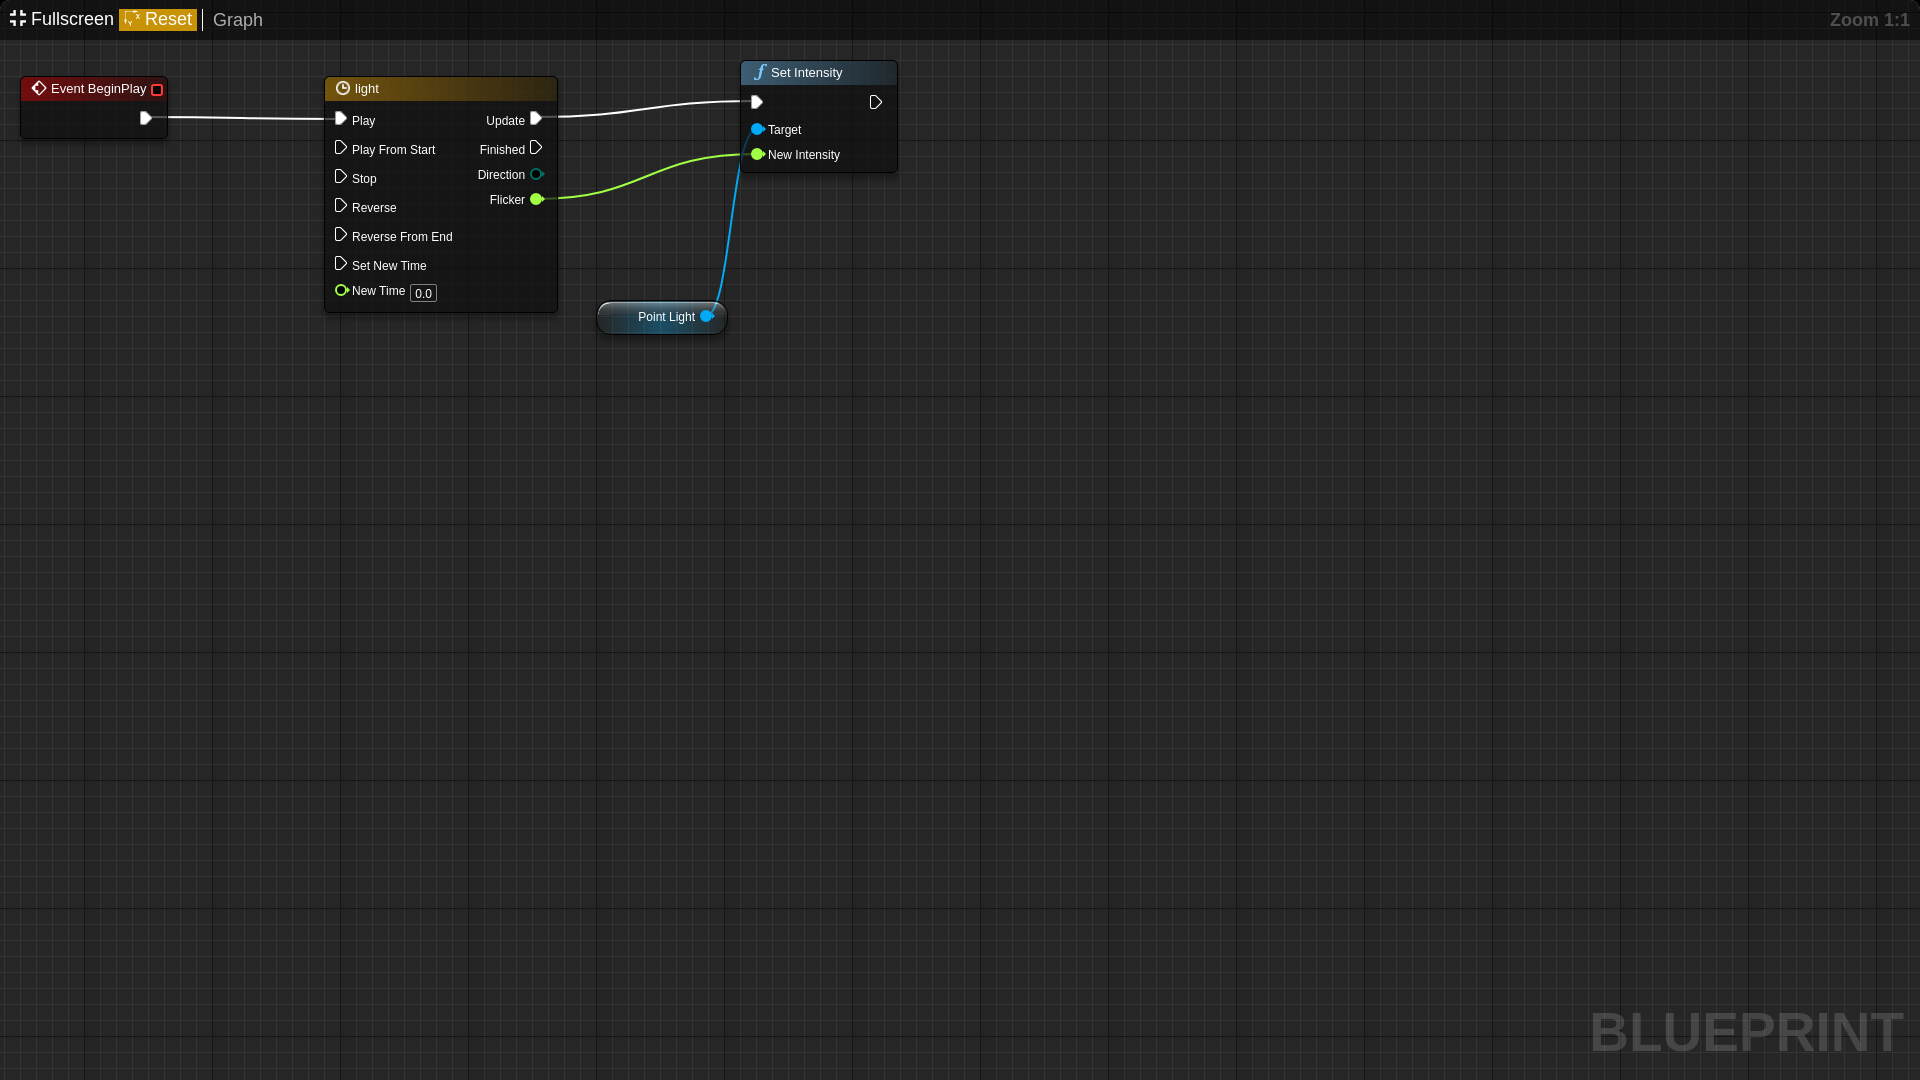 Fullscreen Reset Graph
Zoom 1:1
Event BeginPlay
light
Play
Update
Play From Start
Finished
Stop
Direction
Reverse
Flicker
Reverse From End
Set New Time
New Time 0.0
Set Intensity
Target
New Intensity
Point Light
BLUEPRINT